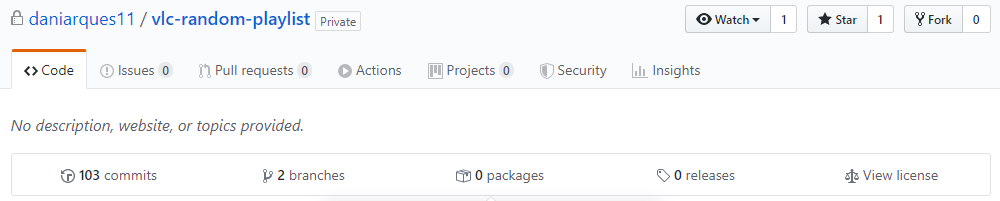 daniarques11 / vlc-random-playlist Private Watch 1 Star 1 Fork 0
Code Issues 0 Pull requests 0 Actions Projects 0 Security Insights
No description, website, or topics provided.
103 commits 2 branches 0 packages 0 releases View license